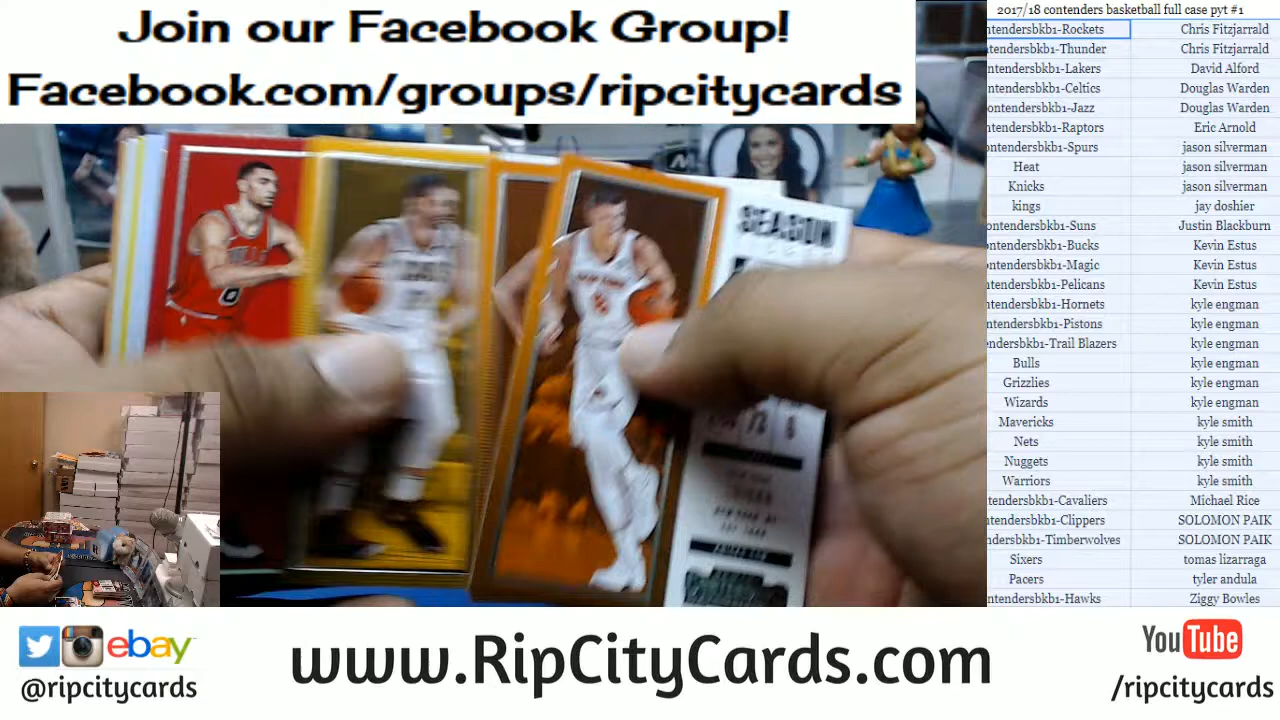 Join our Facebook Group!
Facebook.com/groups/ripcitycards
2017/18 contenders basketball full case pyt #1
ntendersbkb1-Rockets Chris Fitzjarrald
ntendersbkb1-Thunder Chris Fitzjarrald
ontendersbkb1-Lakers David Alford
ontendersbkb1-Celtics Douglas Warden
ontendersbkb1-Jazz Douglas Warden
ontendersbkb1-Raptors Eric Arnold
ontendersbkb1-Spurs jason silverman
Heat jason silverman
Knicks jason silverman
kings jay doshier
ontendersbkb1-Suns Justin Blackburn
ontendersbkb1-Bucks Kevin Estus
ontendersbkb1-Magic Kevin Estus
ntendersbkb1-Pelicans Kevin Estus
ntendersbkb1-Hornets kyle engman
ntendersbkb1-Pistons kyle engman
endersbkb1-Trail Blazers kyle engman
Bulls kyle engman
Grizzlies kyle engman
Wizards kyle engman
Mavericks kyle smith
Nets kyle smith
Nuggets kyle smith
Warriors kyle smith
ntendersbkb1-Cavaliers Michael Rice
ntendersbkb1-Clippers SOLOMON PAIK
ndersbkb1-Timberwolves SOLOMON PAIK
Sixers tomas lizarraga
Pacers tyler andula
ntendersbkb1-Hawks Ziggy Bowles
SEASON
8
ebay
@ripcitycards
www.RipCityCards.com
YouTube
/ripcitycards